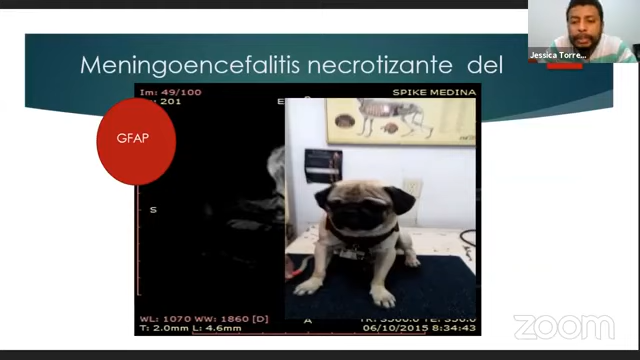 Jessica Torre...
Meningoencefalitis necrotizante del
Im: 49/100
SPIKE MEDINA
201
E
GFAP
S
WL: 1070 WW: 1860 [D]
T: 2.0mm L: 4.6mm
A
06/10/2015 8:34:43
zoom